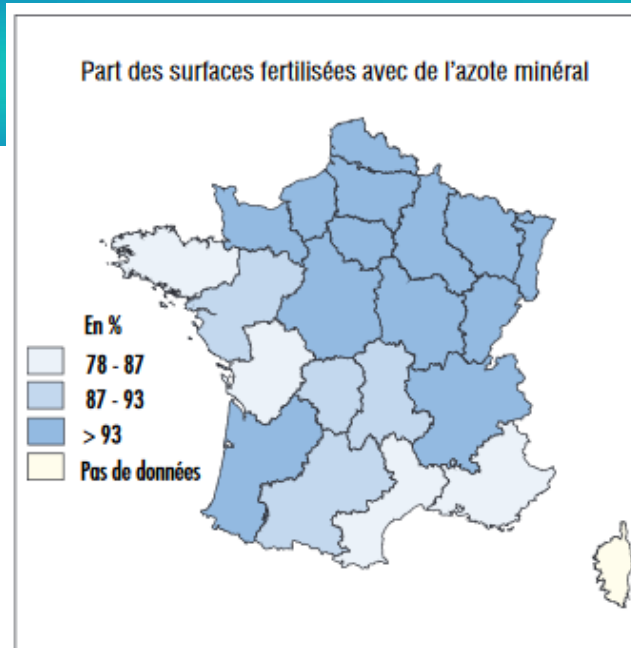 Part des surfaces fertilisées avec de l'azote minéral
En %
78 - 87
87 - 93
> 93
Pas de données